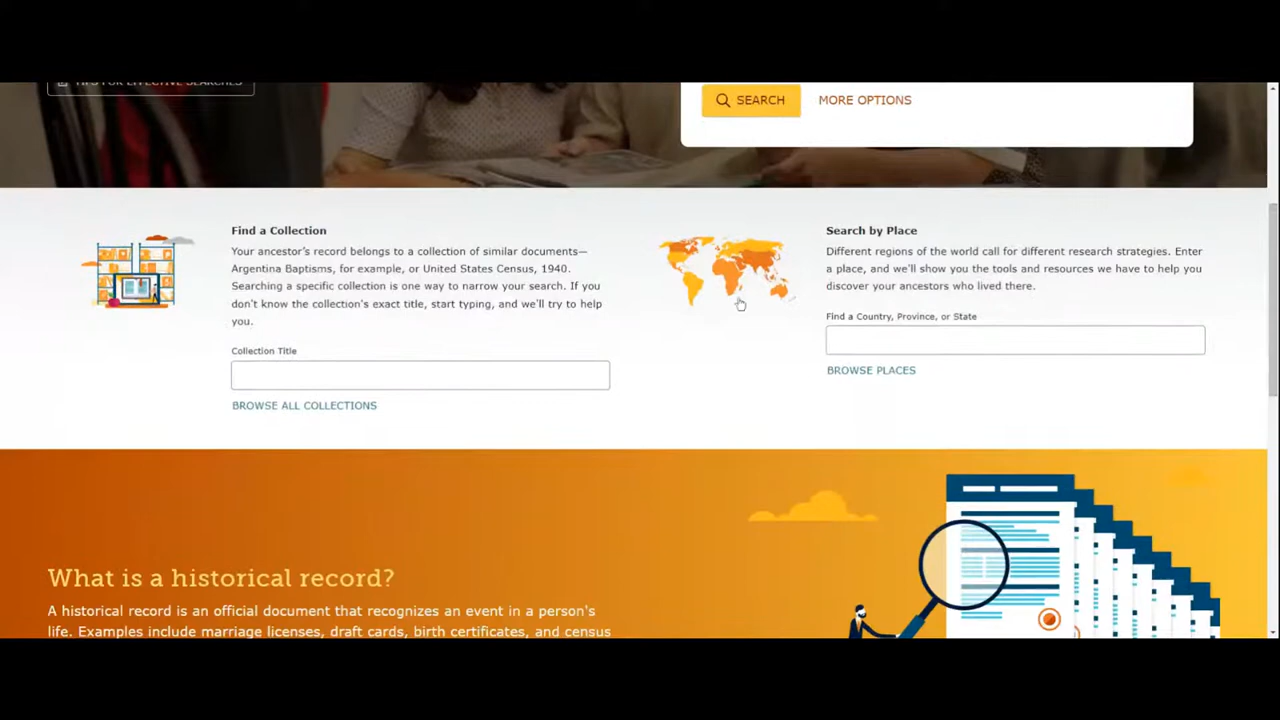 TIPS FOR EFFECTIVE SEARCHES
SEARCH
MORE OPTIONS
Find a Collection
Your ancestor's record belongs to a collection of similar documents—
Argentina Baptisms, for example, or United States Census, 1940.
Searching a specific collection is one way to narrow your search. If you
don't know the collection's exact title, start typing, and we'll try to help
you.
Collection Title
BROWSE ALL COLLECTIONS
Search by Place
Different regions of the world call for different research strategies. Enter
a place, and we'll show you the tools and resources we have to help you
discover your ancestors who lived there.
Find a Country, Province, or State
BROWSE PLACES
What is a historical record?
A historical record is an official document that recognizes an event in a person's
life. Examples include marriage licenses, draft cards, birth certificates, and census